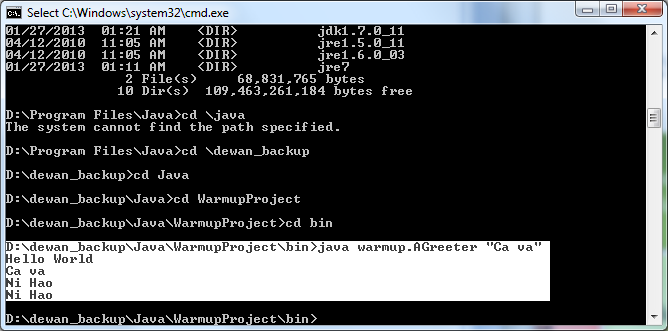 Select C:\Windows\system32\cmd.exe
01/27/2013  01:21 AM    <DIR>          jdk1.7.0_11
04/12/2010  11:05 AM    <DIR>          jre1.5.0_11
04/12/2010  11:05 AM    <DIR>          jre1.6.0_03
01/27/2013  01:11 AM    <DIR>          jre7
2 File(s)     68,831,765 bytes
10 Dir(s)  109,463,261,184 bytes free
D:\Program Files\Java>cd \java
The system cannot find the path specified.
D:\Program Files\Java>cd \dewan_backup
D:\dewan_backup>cd Java
D:\dewan_backup\Java>cd WarmupProject
D:\dewan_backup\Java\WarmupProject>cd bin
D:\dewan_backup\Java\WarmupProject\bin>java warmup.AGreeter "Ca va"
Hello World
Ca va
Ni Hao
Ni Hao
D:\dewan_backup\Java\WarmupProject\bin>